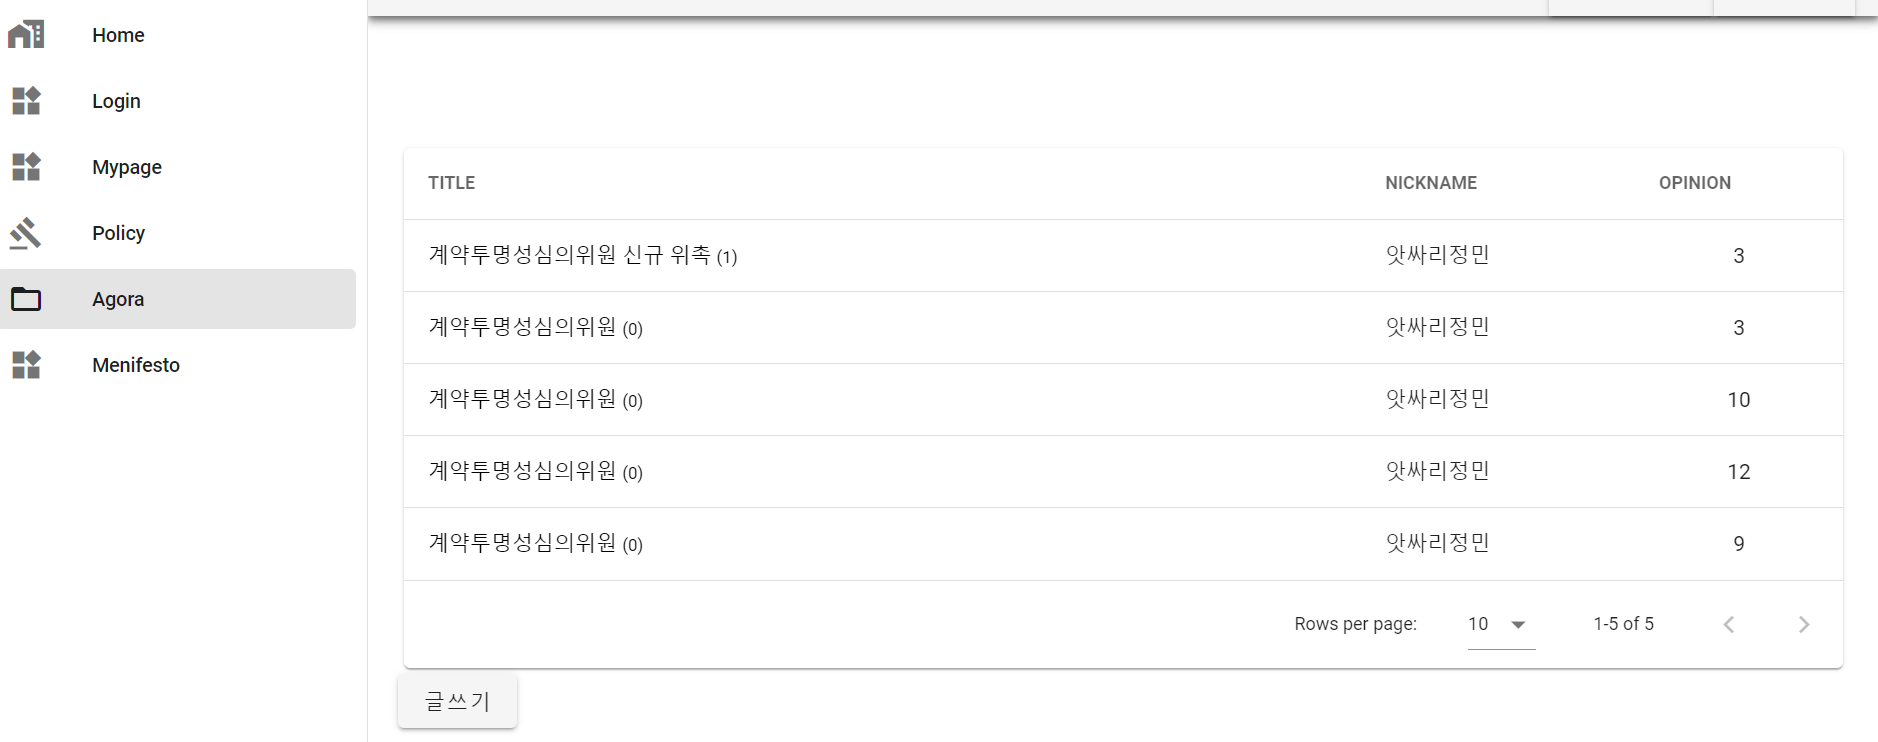 Home
Login
Mypage
Policy
Agora
Menifesto
TITLE NICKNAME OPINION
계약투명성심의위원 신규 위촉 (1) 앗싸리정민 3
계약투명성심의위원 (0) 앗싸리정민 3
계약투명성심의위원 (0) 앗싸리정민 10
계약투명성심의위원 (0) 앗싸리정민 12
계약투명성심의위원 (0) 앗싸리정민 9
Rows per page: 10 1-5 of 5
글쓰기